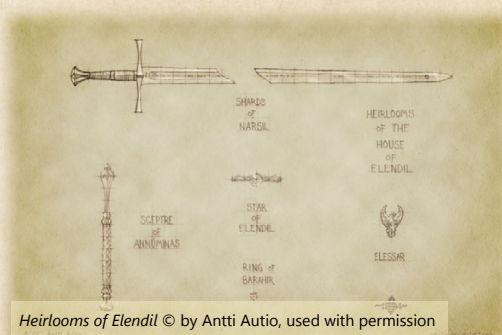 SHARDS
OF
NARSIL
HEIRLOOMS
OF THE
HOUSE
OF
ELENDIL
SCEPTRE
OF
ANNÚMINAS
STAR
OF
ELENDIL
ELESSAR
RING OF
BARAHIR
Heirlooms of Elendil © by Antti Autio, used with permission